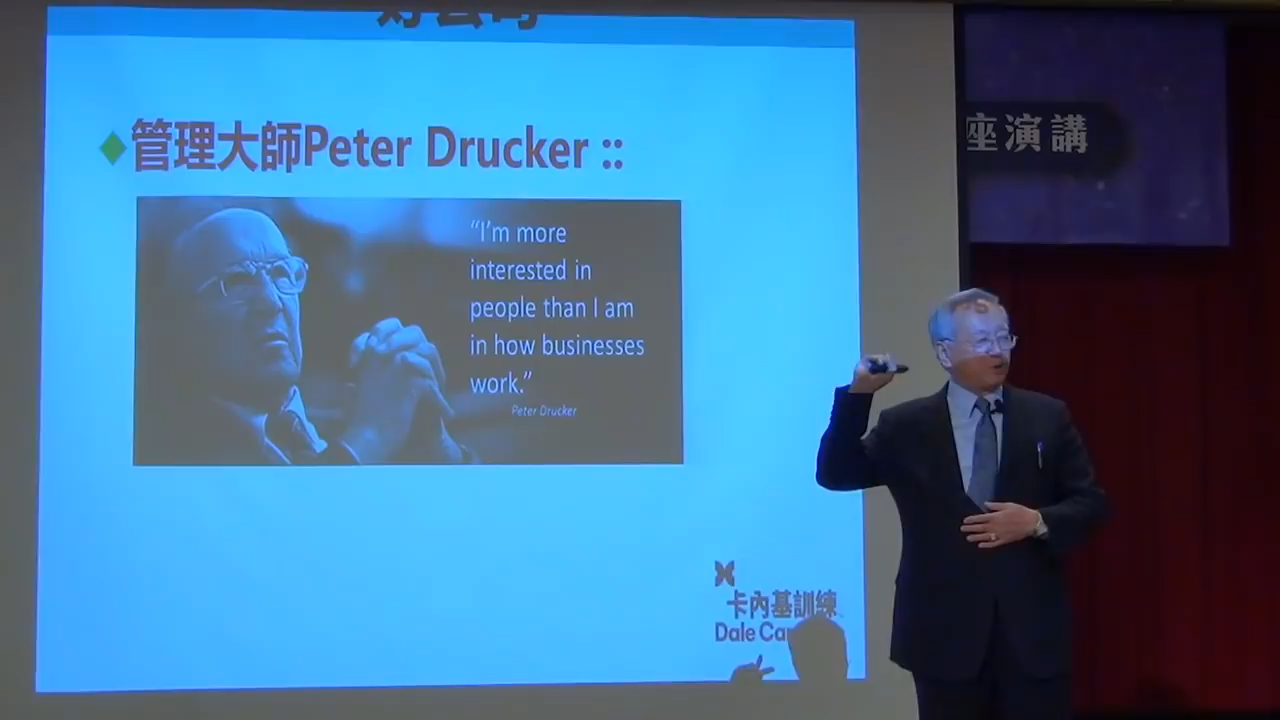 管理大師Peter Drucker ::
座演講
“I’m more
interested in
people than I am
in how businesses
work.”
Peter Drucker
卡內基訓練
Dale